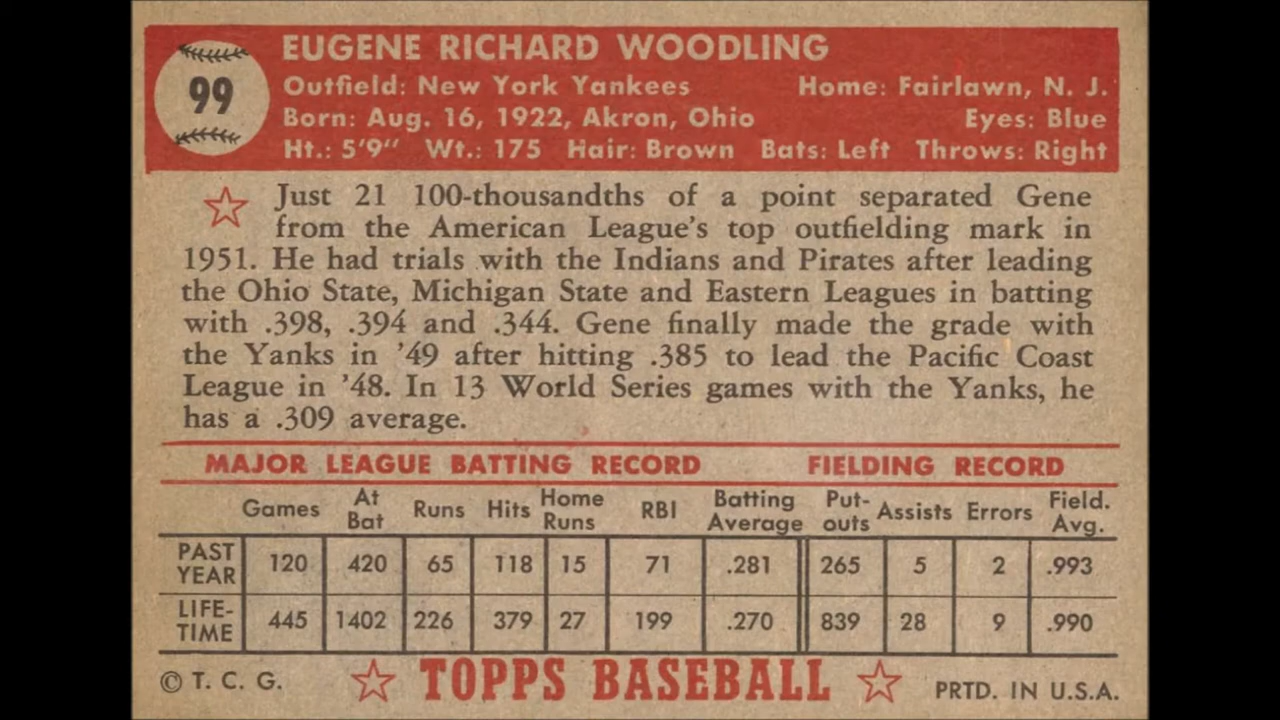 99
EUGENE RICHARD WOODLING
Outfield: New York Yankees Home: Fairlawn, N. J.
Born: Aug. 16, 1922, Akron, Ohio Eyes: Blue
Ht.: 5'9" Wt.: 175 Hair: Brown Bats: Left Throws: Right
Just 21 100-thousandths of a point separated Gene
from the American League's top outfielding mark in
1951. He had trials with the Indians and Pirates after leading
the Ohio State, Michigan State and Eastern Leagues in batting
with .398, .394 and .344. Gene finally made the grade with
the Yanks in '49 after hitting .385 to lead the Pacific Coast
League in '48. In 13 World Series games with the Yanks, he
has a .309 average.
MAJOR LEAGUE BATTING RECORD FIELDING RECORD
Games At Bat Runs Hits Home Runs RBI Batting Average Put-outs Assists Errors Field. Avg.
PAST YEAR 120 420 65 118 15 71 .281 265 5 2 .993
LIFE-TIME 445 1402 226 379 27 199 .270 839 28 9 .990
© T. C. G. TOPPS BASEBALL PRTD. IN U.S.A.